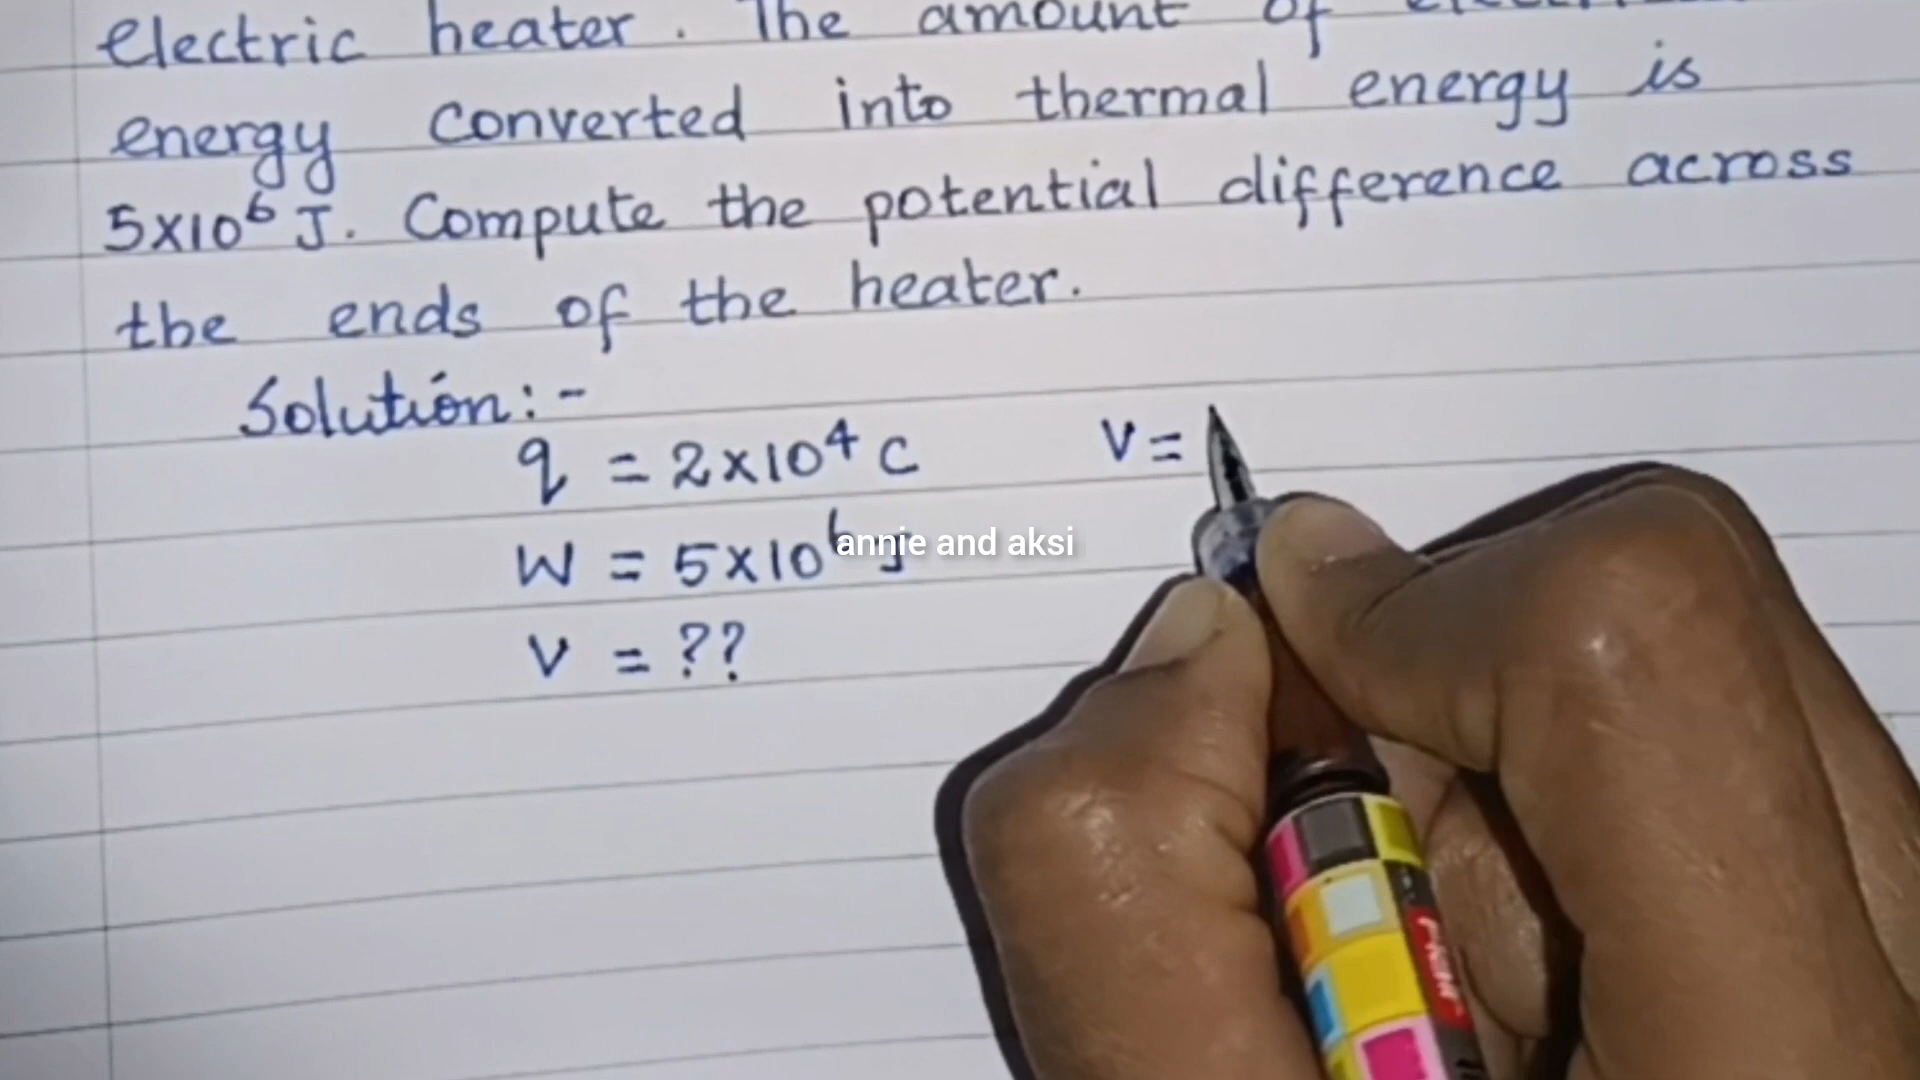 electric heater. The amount of
energy converted into thermal energy is
5x10⁶ J. Compute the potential difference across
the ends of the heater.
Solution:-
q = 2x10⁴ C
V=
W = 5x10⁶ J
annie and aksi
V = ??